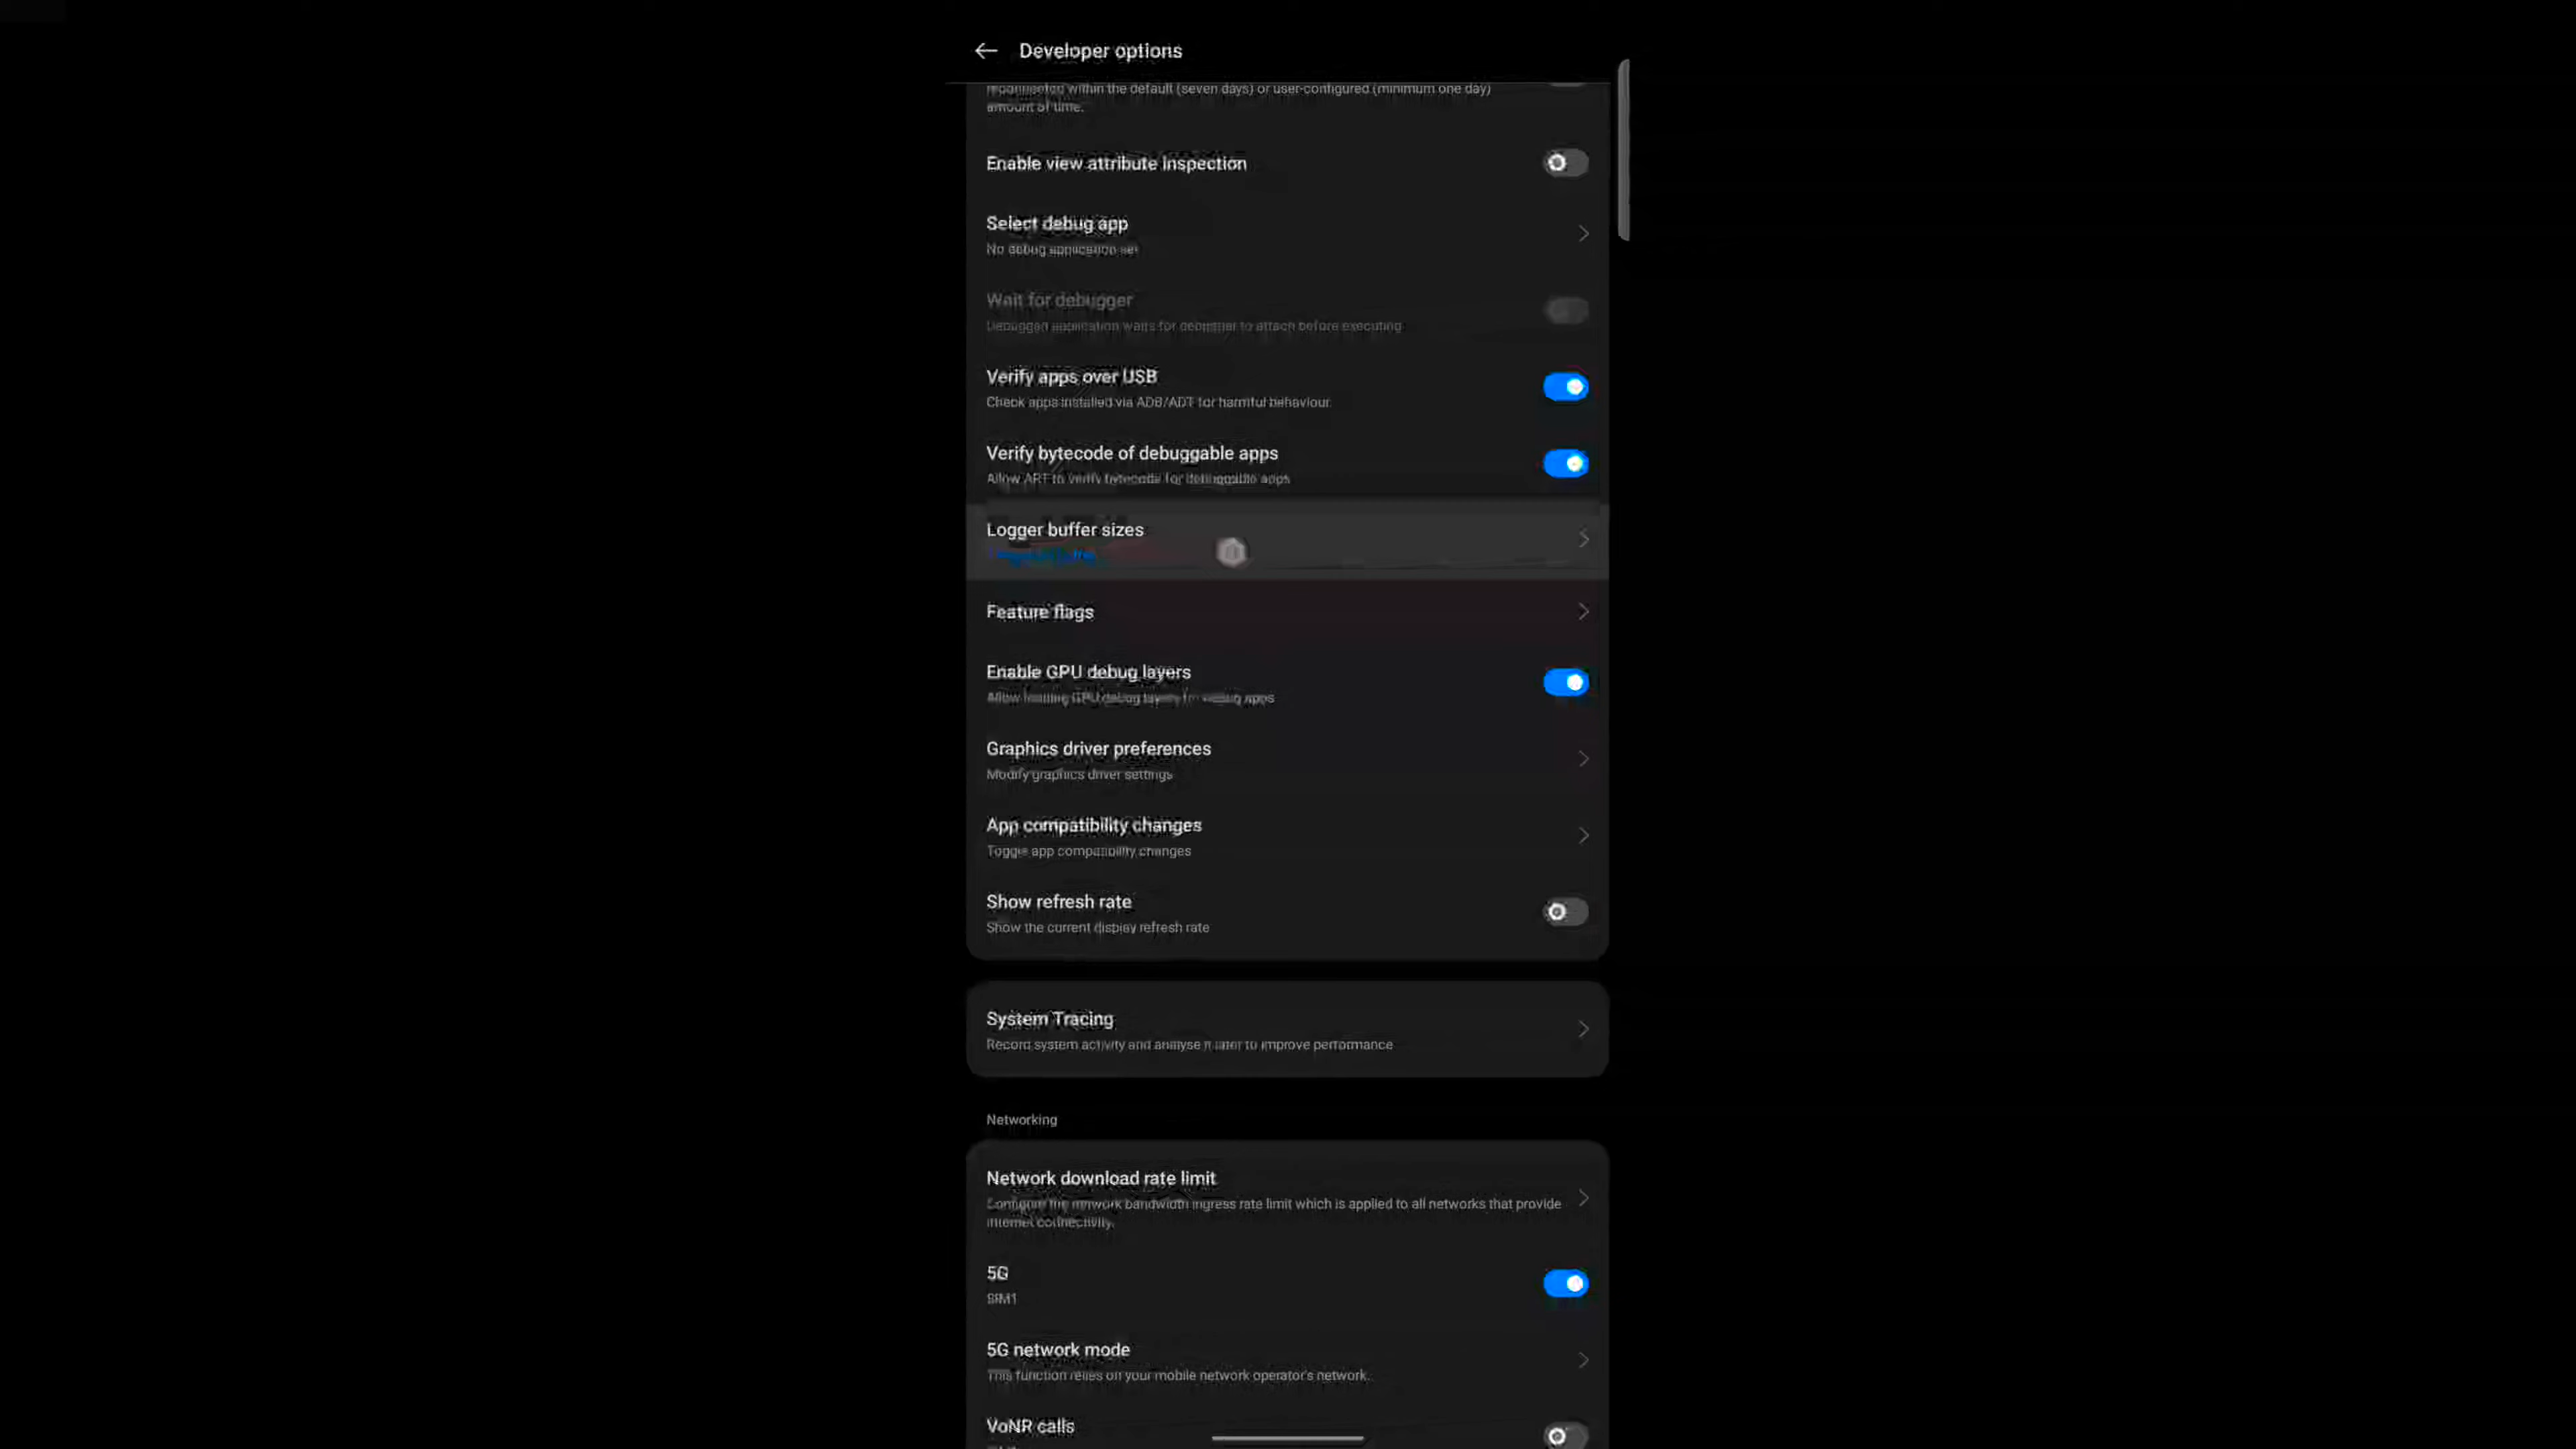 Developer options
within the default (seven days) or user-configured (minimum one day)
amount of time.
Enable view attribute inspection
Select debug app
No debug application set
Wait for debugger
Debugged application waits for debugger to attach before executing
Verify apps over USB
Check apps installed via ADB/ADT for harmful behaviour.
Verify bytecode of debuggable apps
Allow ART to verify bytecode for debuggable apps
Logger buffer sizes
Feature flags
Enable GPU debug layers
Allow loading GPU debug layers for debug apps
Graphics driver preferences
Modify graphics driver settings
App compatibility changes
Toggle app compatibility changes
Show refresh rate
Show the current display refresh rate
System Tracing
Record system activity and analyse it later to improve performance
Networking
Network download rate limit
Configure the network bandwidth ingress rate limit which is applied to all networks that provide
internet connectivity.
5G
SIM1
5G network mode
This function relies on your mobile network operator's network.
VoNR calls